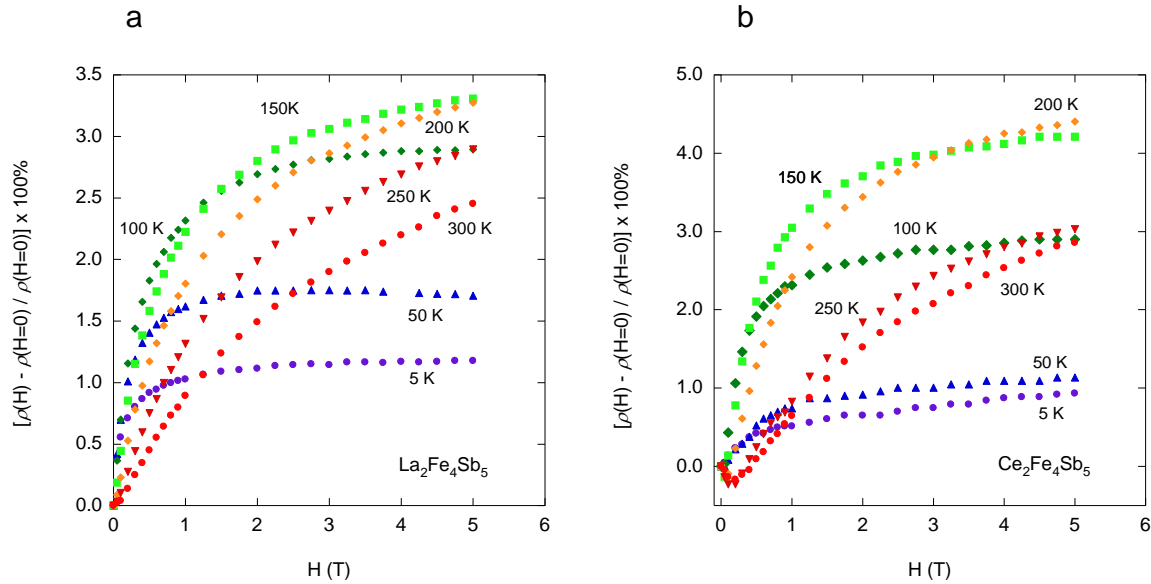 a
[ρ(H) - ρ(H=0) / ρ(H=0)] x 100%
3.5
3.0
2.5
2.0
1.5
1.0
0.5
0.0
150K
200 K
250 K
100 K
300 K
50 K
5 K
La₂Fe₄Sb₅
0 1 2 3 4 5 6
H (T)
b
[ρ(H) - ρ(H=0) / ρ(H=0)] x 100%
5.0
4.0
3.0
2.0
1.0
0.0
200 K
150 K
100 K
250 K
300 K
50 K
5 K
Ce₂Fe₄Sb₅
0 1 2 3 4 5 6
H (T)